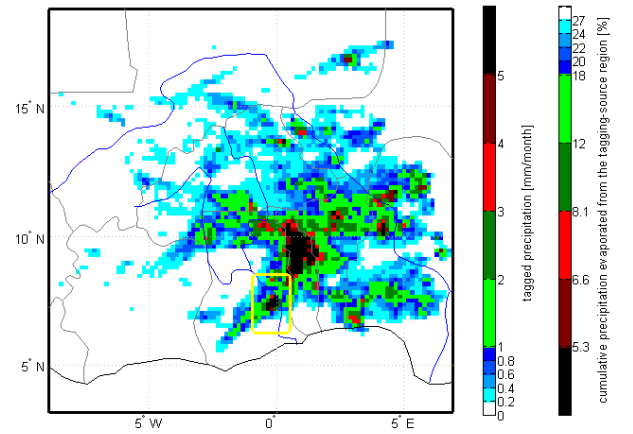 15° N
10° N
5° N
5° W
0°
5° E
5
4
3
2
1
0.8
0.6
0.4
0.2
0
tagged precipitation [mm/month]
27
24
22
20
18
12
8.1
6.6
5.3
cumulative precipitation evaporated from the tagging-source region [%]